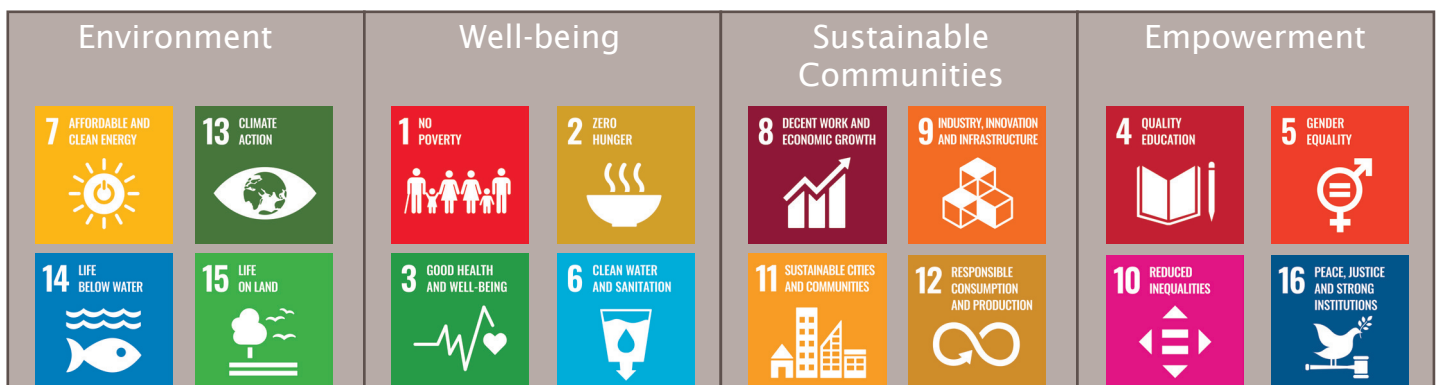 Environment
7 AFFORDABLE AND
CLEAN ENERGY
13 CLIMATE
ACTION
14 LIFE
BELOW WATER
15 LIFE
ON LAND
Well-being
1 NO
POVERTY
2 ZERO
HUNGER
3 GOOD HEALTH
AND WELL-BEING
6 CLEAN WATER
AND SANITATION
Sustainable
Communities
8 DECENT WORK AND
ECONOMIC GROWTH
9 INDUSTRY, INNOVATION
AND INFRASTRUCTURE
11 SUSTAINABLE CITIES
AND COMMUNITIES
12 RESPONSIBLE
CONSUMPTION
AND PRODUCTION
Empowerment
4 QUALITY
EDUCATION
5 GENDER
EQUALITY
10 REDUCED
INEQUALITIES
16 PEACE, JUSTICE
AND STRONG
INSTITUTIONS